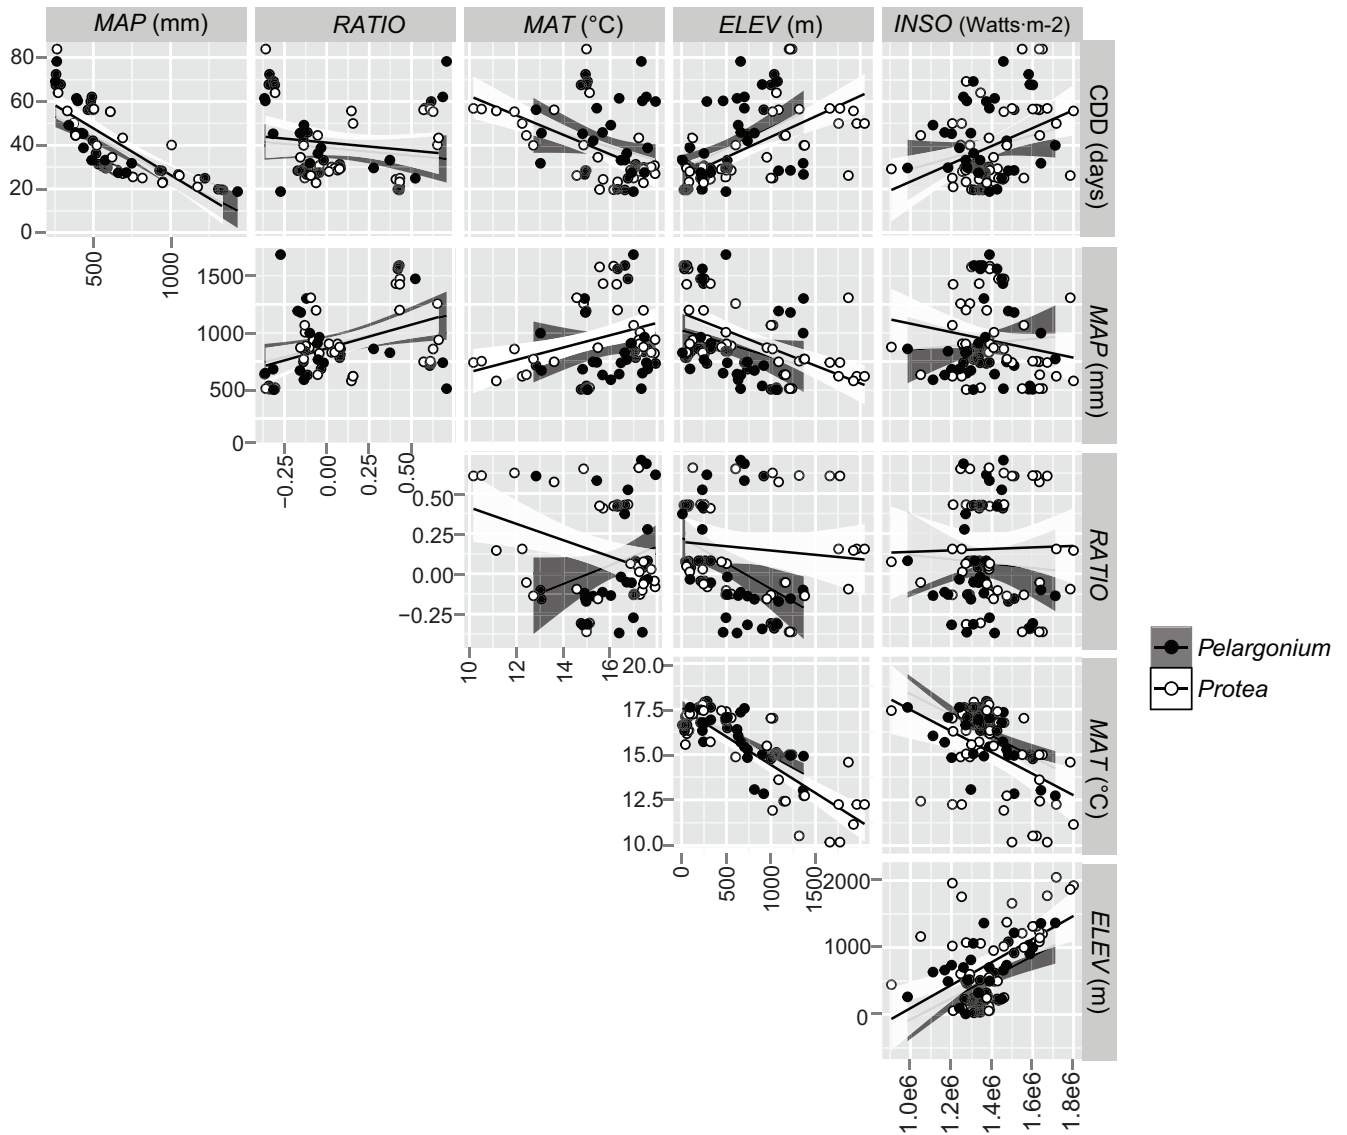 MAP (mm) RATIO MAT (°C) ELEV (m) INSO (Watts·m-2)
80
60
40
20
0
CDD (days)
500 1000
1500
1000
500
0
MAP (mm)
−0.25 0.00 0.25 0.50
0.50
0.25
0.00
−0.25
RATIO
10 12 14 16
20.0
17.5
15.0
12.5
10.0
MAT (°C)
0 500 1000 1500
2000
1000
0
ELEV (m)
1.0e6 1.2e6 1.4e6 1.6e6 1.8e6
Pelargonium
Protea